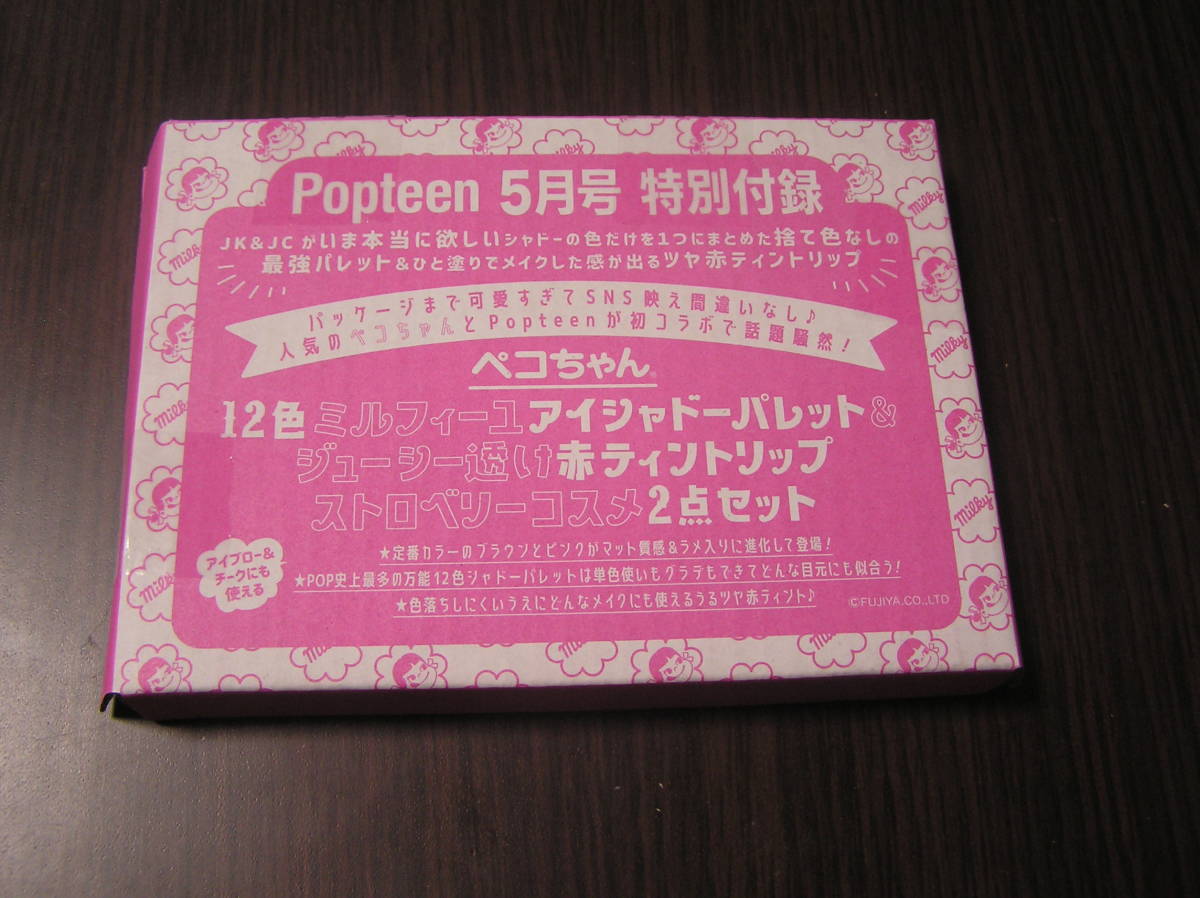 Popteen 5月号 特別付録
JK&JCがいま本当に欲しいシャドーの色だけを1つにまとめた捨て色なしの
最強パレット&ひと塗りでメイクした感が出るツヤ赤ティントリップ
パッケージまで可愛すぎてSNS映え間違いなし♪
人気のペコちゃんとPopteenが初コラボで話題騒然!
ペコちゃん®
12色ミルフィーユアイシャドーパレット&
ジューシー透け赤ティントリップ
ストロベリーコスメ2点セット
アイブロー&
チークにも
使える
★定番カラーのブラウンとピンクがマット質感&ラメ入りに進化して登場!
★POP史上最多の万能12色シャドーパレットは単色使いもグラデもできてどんな目元にも似合う!
★色落ちしにくいうえにどんなメイクにも使えるうるツヤ赤ティント♪
©FUJIYA.CO.,LTD
Milky
Milky
Milky
Milky
Milky
Milky
Milky
Milky
Milky